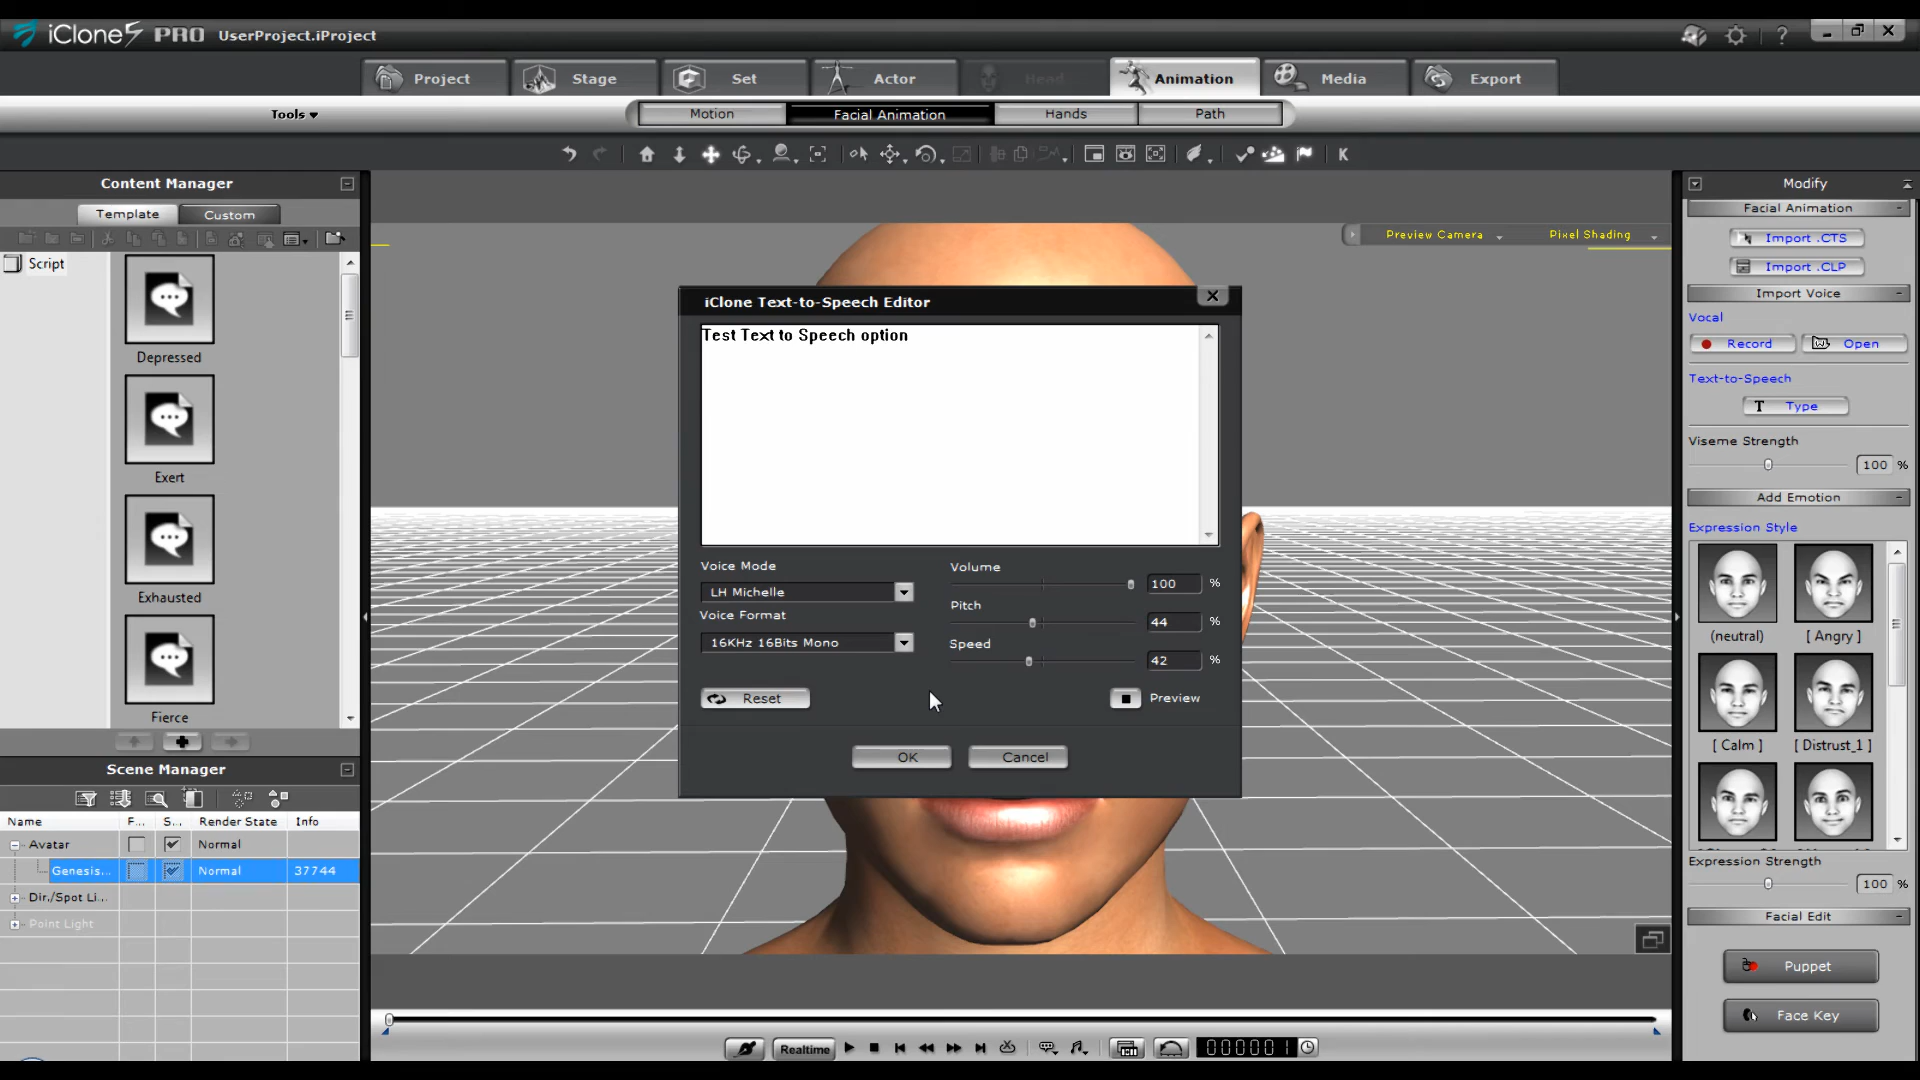 iClone5 PRO UserProject.iProject
?
Project Stage Set Actor Head Animation Media Export
Tools Motion Facial Animation Hands Path
K
Content Manager
Template Custom
Script
Depressed
Exert
Exhausted
Fierce
Scene Manager
Name F... S... Render State Info
Avatar Normal
Genesis... Normal 37744
Dir./Spot Li...
Point Light
Preview Camera Pixel Shading
iClone Text-to-Speech Editor
Test Text to Speech option
Voice Mode
LH Michelle
Voice Format
16KHz 16Bits Mono
Volume
100 %
Pitch
44 %
Speed
42 %
Reset
Preview
OK Cancel
Realtime
000001
Modify
Facial Animation
Import .CTS
Import .CLP
Import Voice
Vocal
Record Open
Text-to-Speech
T Type
Viseme Strength
100 %
Add Emotion
Expression Style
(neutral) [ Angry ]
[ Calm ] [ Distrust_1 ]
Expression Strength
100 %
Facial Edit
Puppet
Face Key